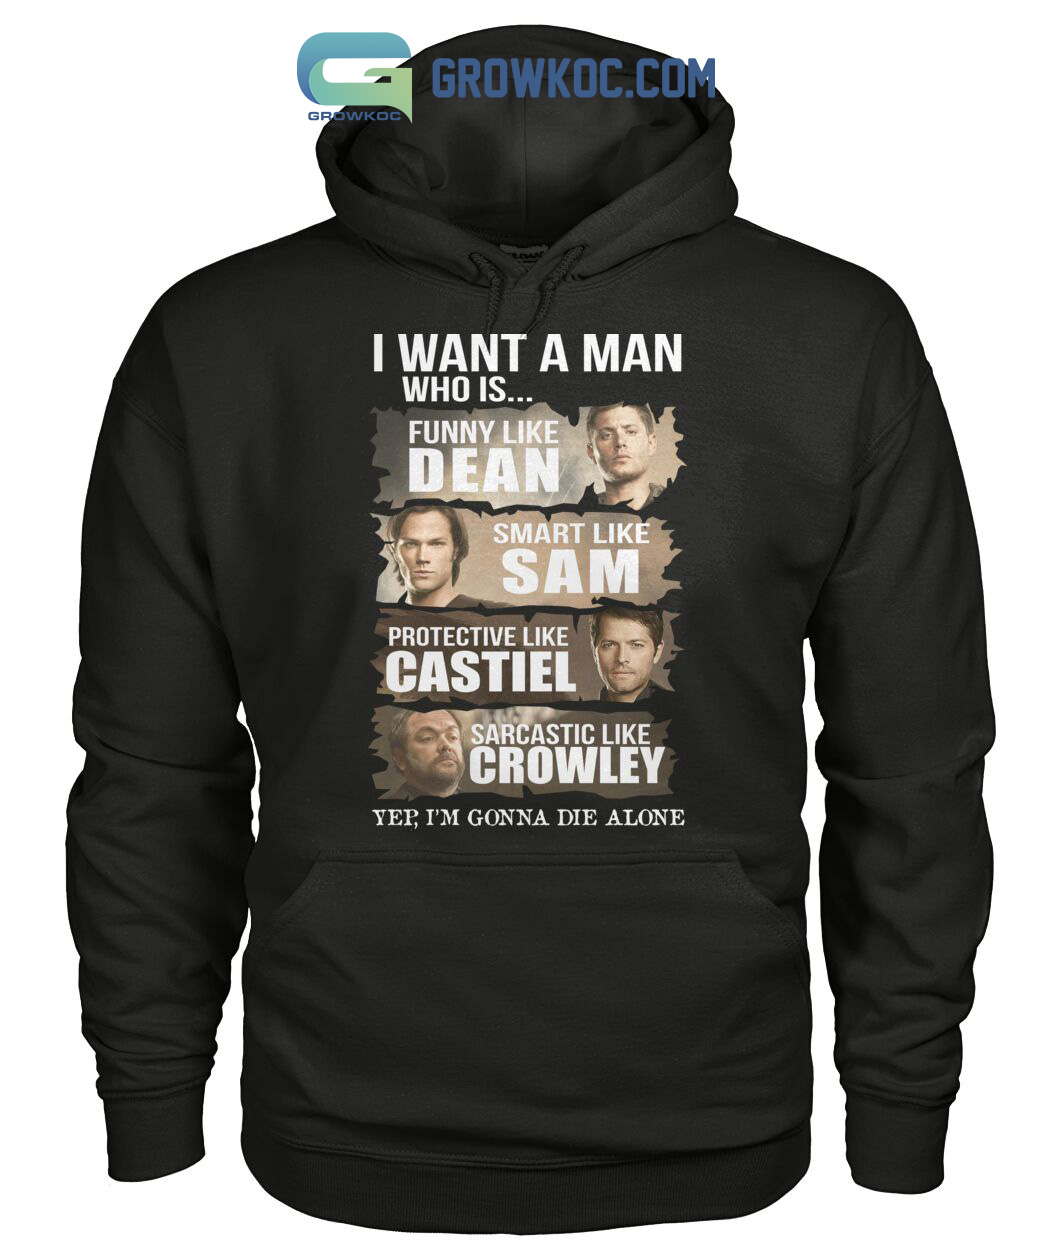 GROWKOC.COM
GROWKOC
I WANT A MAN
WHO IS...
FUNNY LIKE
DEAN
SMART LIKE
SAM
PROTECTIVE LIKE
CASTIEL
SARCASTIC LIKE
CROWLEY
YEP, I'M GONNA DIE ALONE